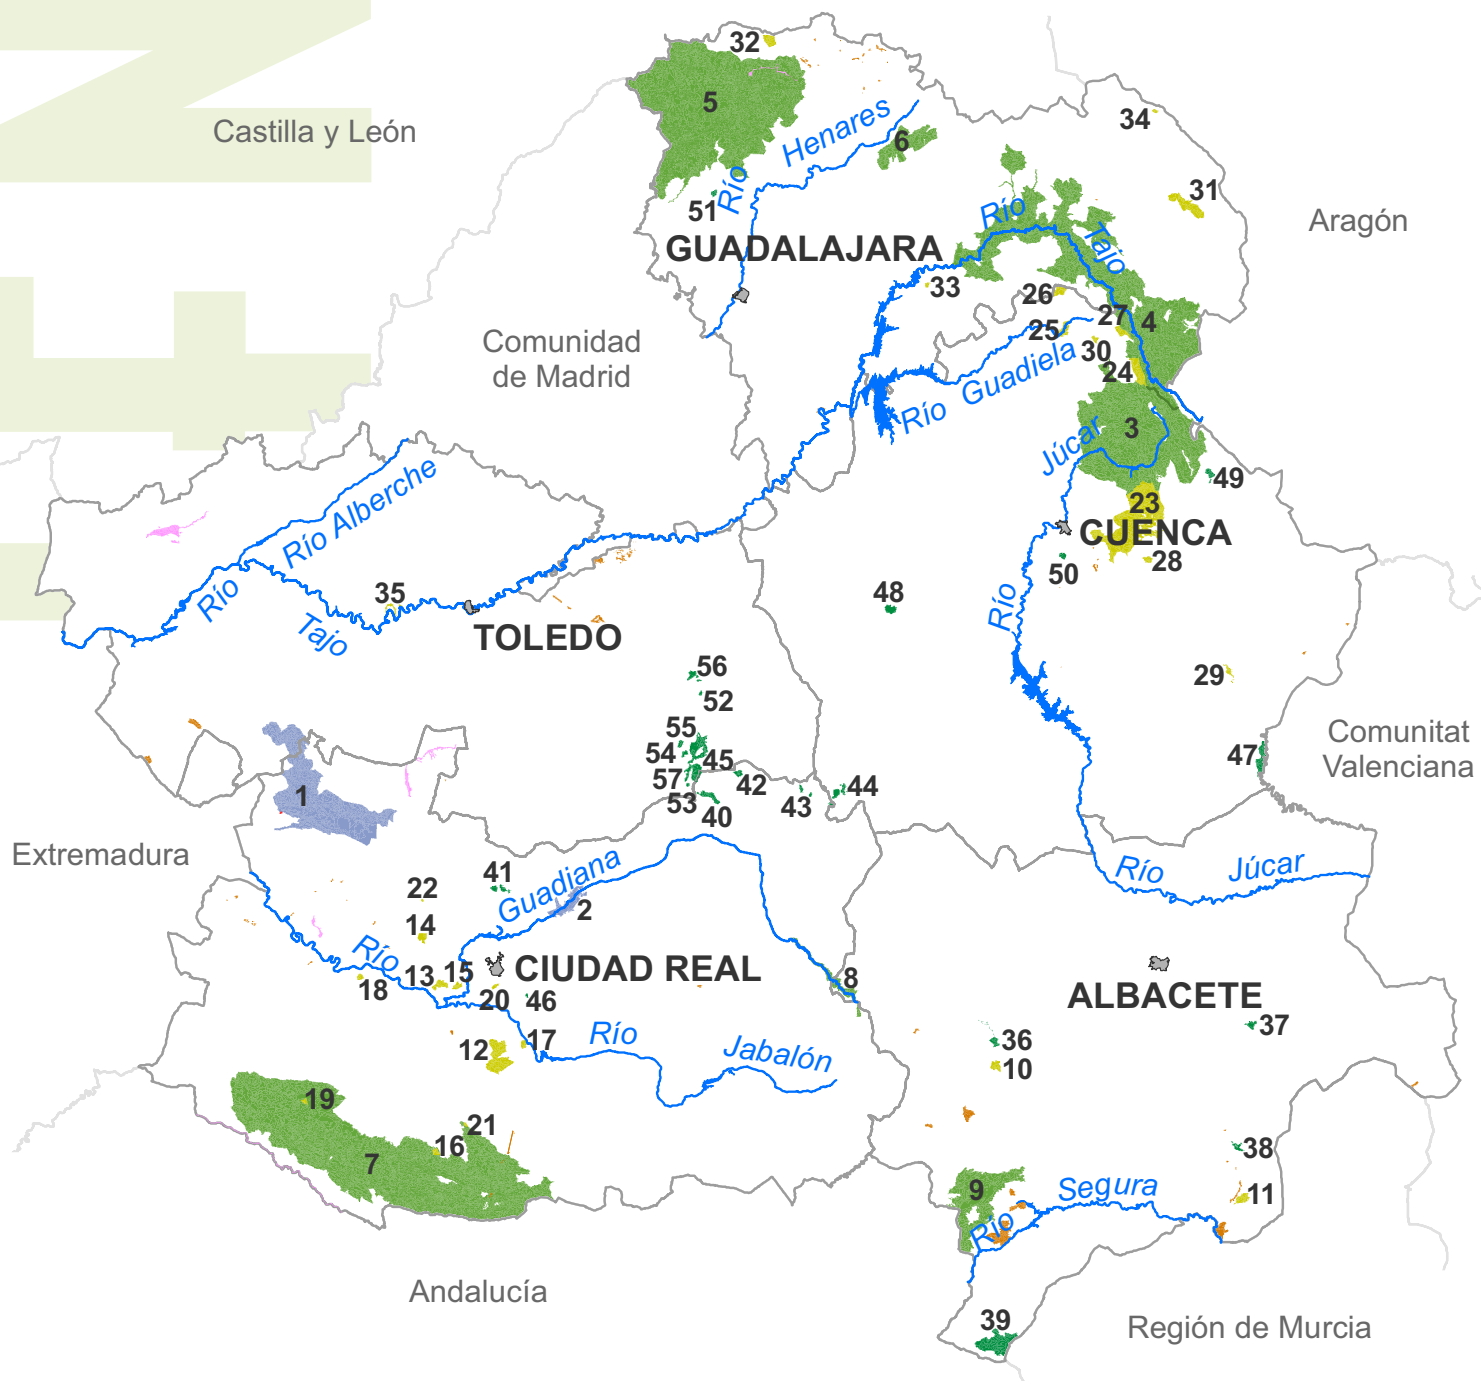 32
5
Castilla y León
Río
Henares
6
34
51
31
GUADALAJARA
Río
Tajo
Aragón
33
26
27
4
25
30
24
Comunidad
de Madrid
Río
Guadiela
3
Júcar
49
23
CUENCA
28
50
Río
Río Alberche
Río
Tajo
35
TOLEDO
48
29
56
52
55
54
45
57
42
53
40
43
44
47
Comunitat
Valenciana
1
Extremadura
41
Guadiana
2
22
14
Río
Júcar
Río
13
15
18
20
CIUDAD REAL
46
8
ALBACETE
12
17
Río
Jabalón
36
10
37
19
21
16
7
38
9
Río
Segura
11
Andalucía
39
Región de Murcia